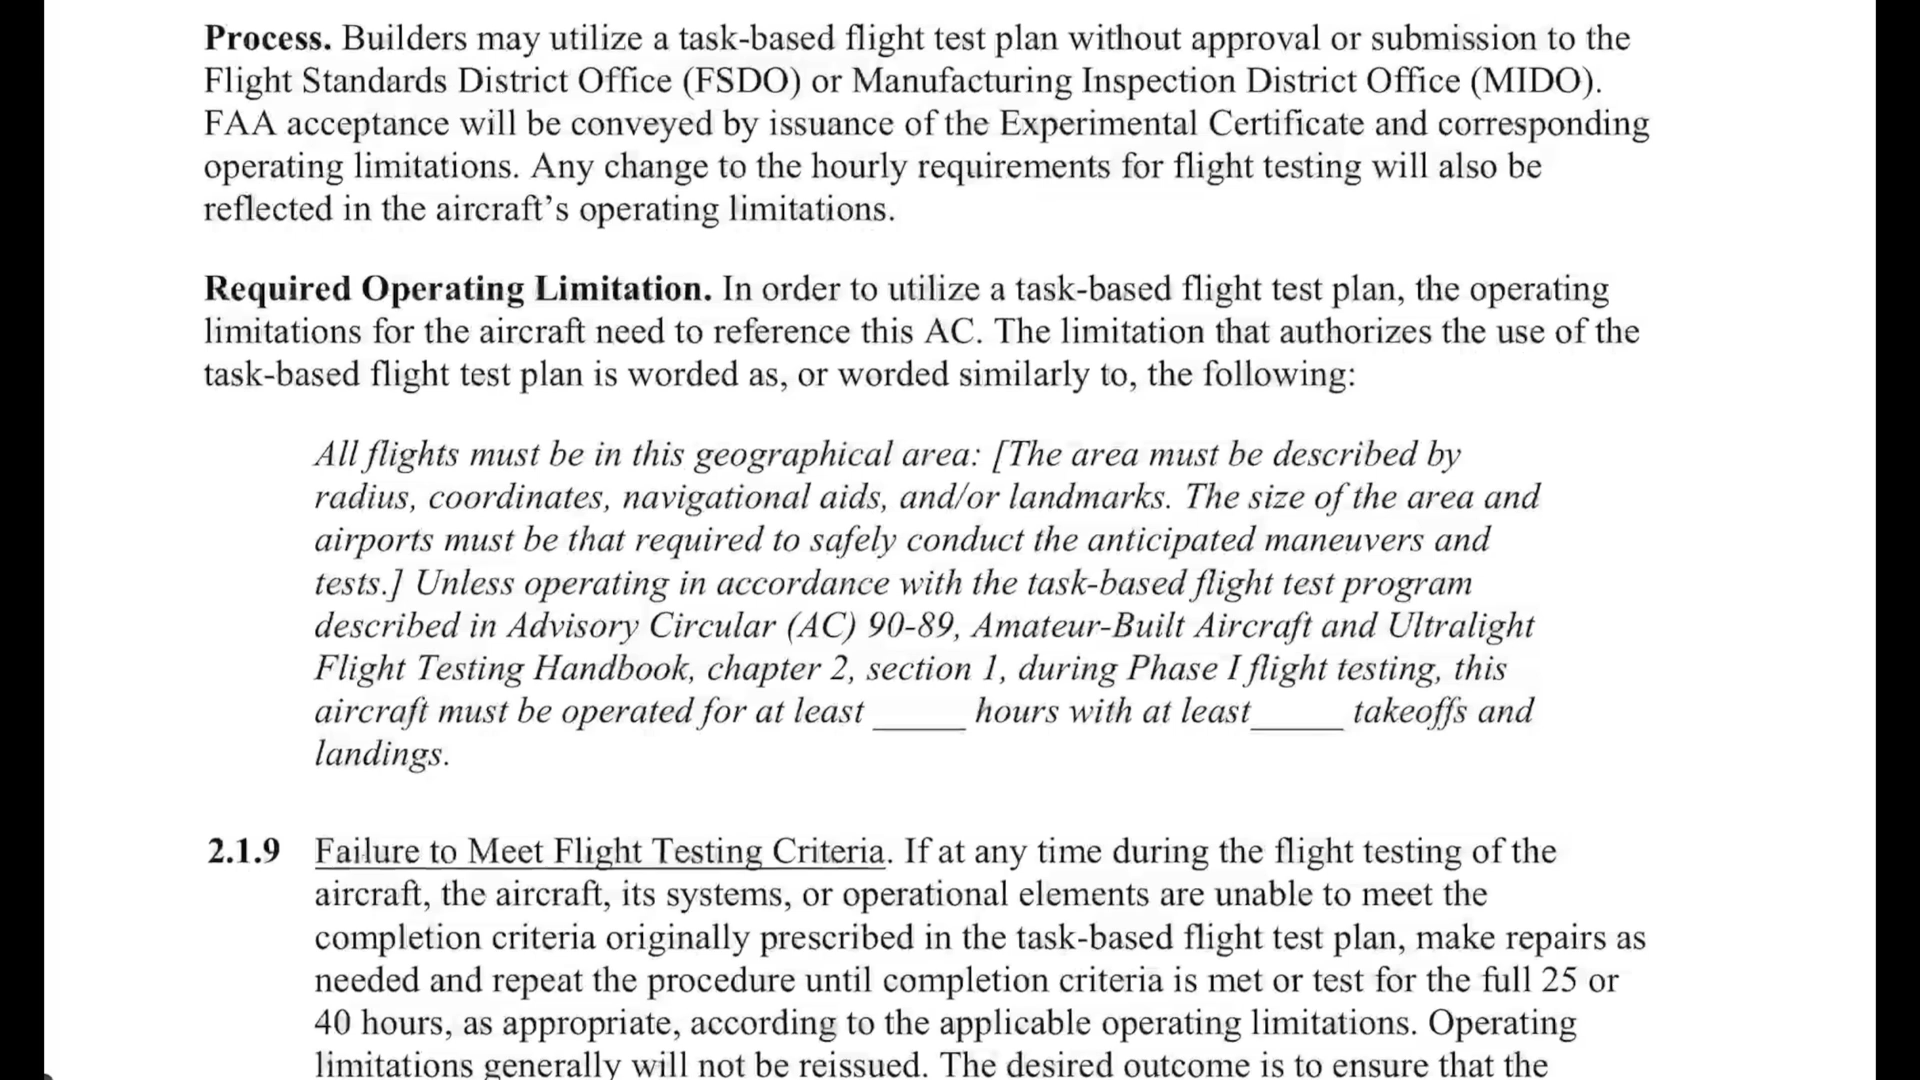 Process. Builders may utilize a task-based flight test plan without approval or submission to the
Flight Standards District Office (FSDO) or Manufacturing Inspection District Office (MIDO).
FAA acceptance will be conveyed by issuance of the Experimental Certificate and corresponding
operating limitations. Any change to the hourly requirements for flight testing will also be
reflected in the aircraft’s operating limitations.
Required Operating Limitation. In order to utilize a task-based flight test plan, the operating
limitations for the aircraft need to reference this AC. The limitation that authorizes the use of the
task-based flight test plan is worded as, or worded similarly to, the following:
All flights must be in this geographical area: [The area must be described by
radius, coordinates, navigational aids, and/or landmarks. The size of the area and
airports must be that required to safely conduct the anticipated maneuvers and
tests.] Unless operating in accordance with the task-based flight test program
described in Advisory Circular (AC) 90-89, Amateur-Built Aircraft and Ultralight
Flight Testing Handbook, chapter 2, section 1, during Phase I flight testing, this
aircraft must be operated for at least _____ hours with at least_____ takeoffs and
landings.
2.1.9 Failure to Meet Flight Testing Criteria. If at any time during the flight testing of the
aircraft, the aircraft, its systems, or operational elements are unable to meet the
completion criteria originally prescribed in the task-based flight test plan, make repairs as
needed and repeat the procedure until completion criteria is met or test for the full 25 or
40 hours, as appropriate, according to the applicable operating limitations. Operating
limitations generally will not be reissued. The desired outcome is to ensure that the